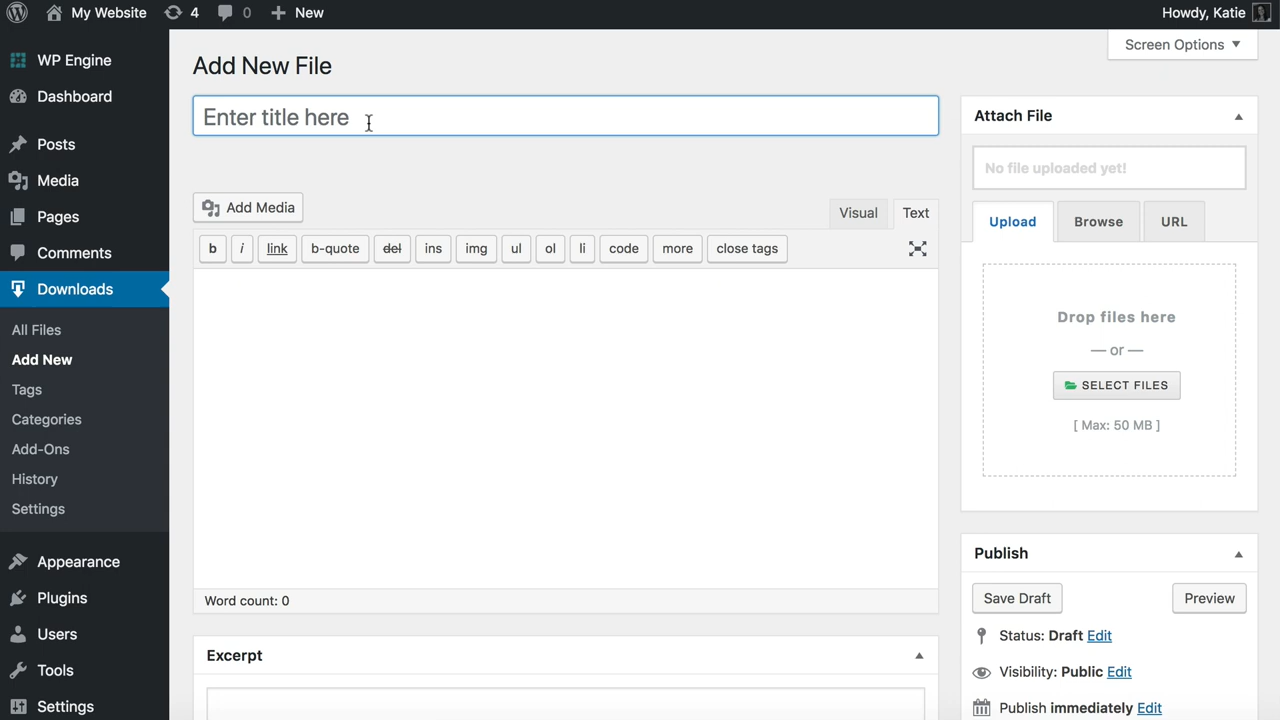 My Website 4 0 New Howdy, Katie
Screen Options
WP Engine
Dashboard
Posts
Media
Pages
Comments
Downloads
All Files
Add New
Tags
Categories
Add-Ons
History
Settings
Appearance
Plugins
Users
Tools
Settings
Add New File
Enter title here
Add Media
Visual Text
b i link b-quote del ins img ul ol li code more close tags
Word count: 0
Excerpt
Attach File
No file uploaded yet!
Upload Browse URL
Drop files here
— or —
SELECT FILES
[ Max: 50 MB ]
Publish
Save Draft Preview
Status: Draft Edit
Visibility: Public Edit
Publish immediately Edit